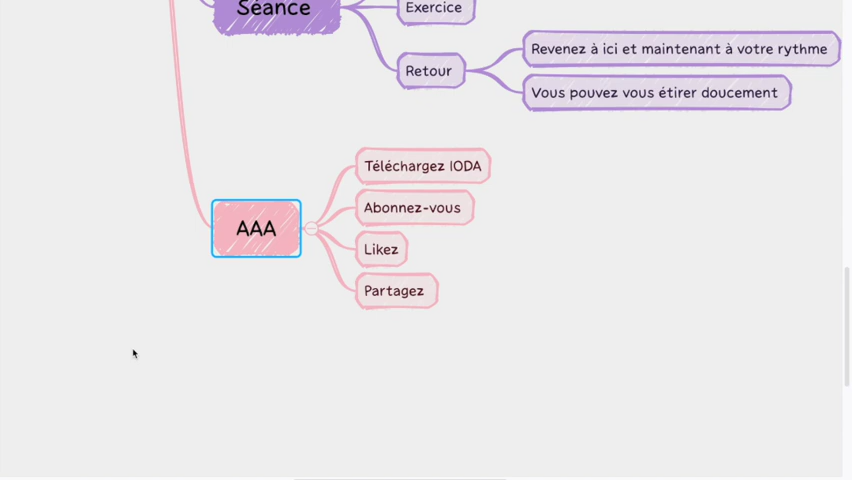 Séance
Exercice
Retour
Revenez à ici et maintenant à votre rythme
Vous pouvez vous étirer doucement
AAA
Téléchargez IODA
Abonnez-vous
Likez
Partagez